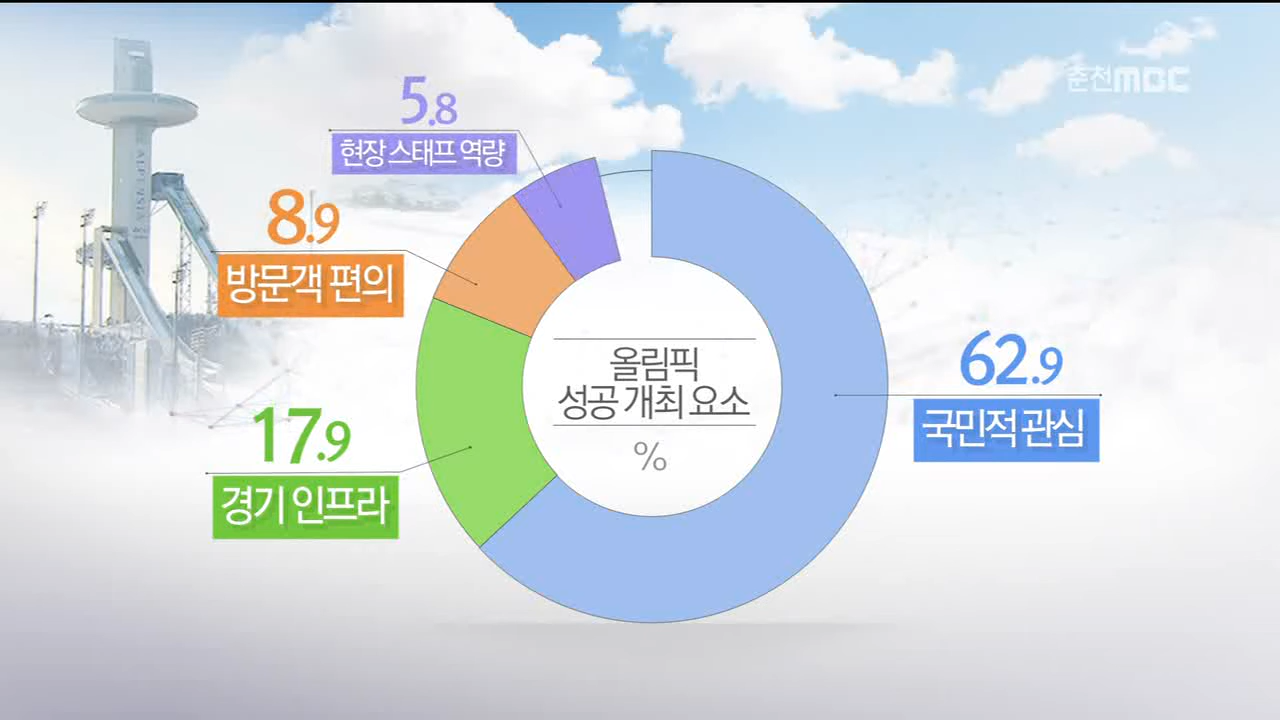 춘천MBC
5.8
현장 스태프 역량
8.9
방문객 편의
17.9
경기 인프라
올림픽
성공 개최 요소
%
62.9
국민적 관심
ALPENSIA